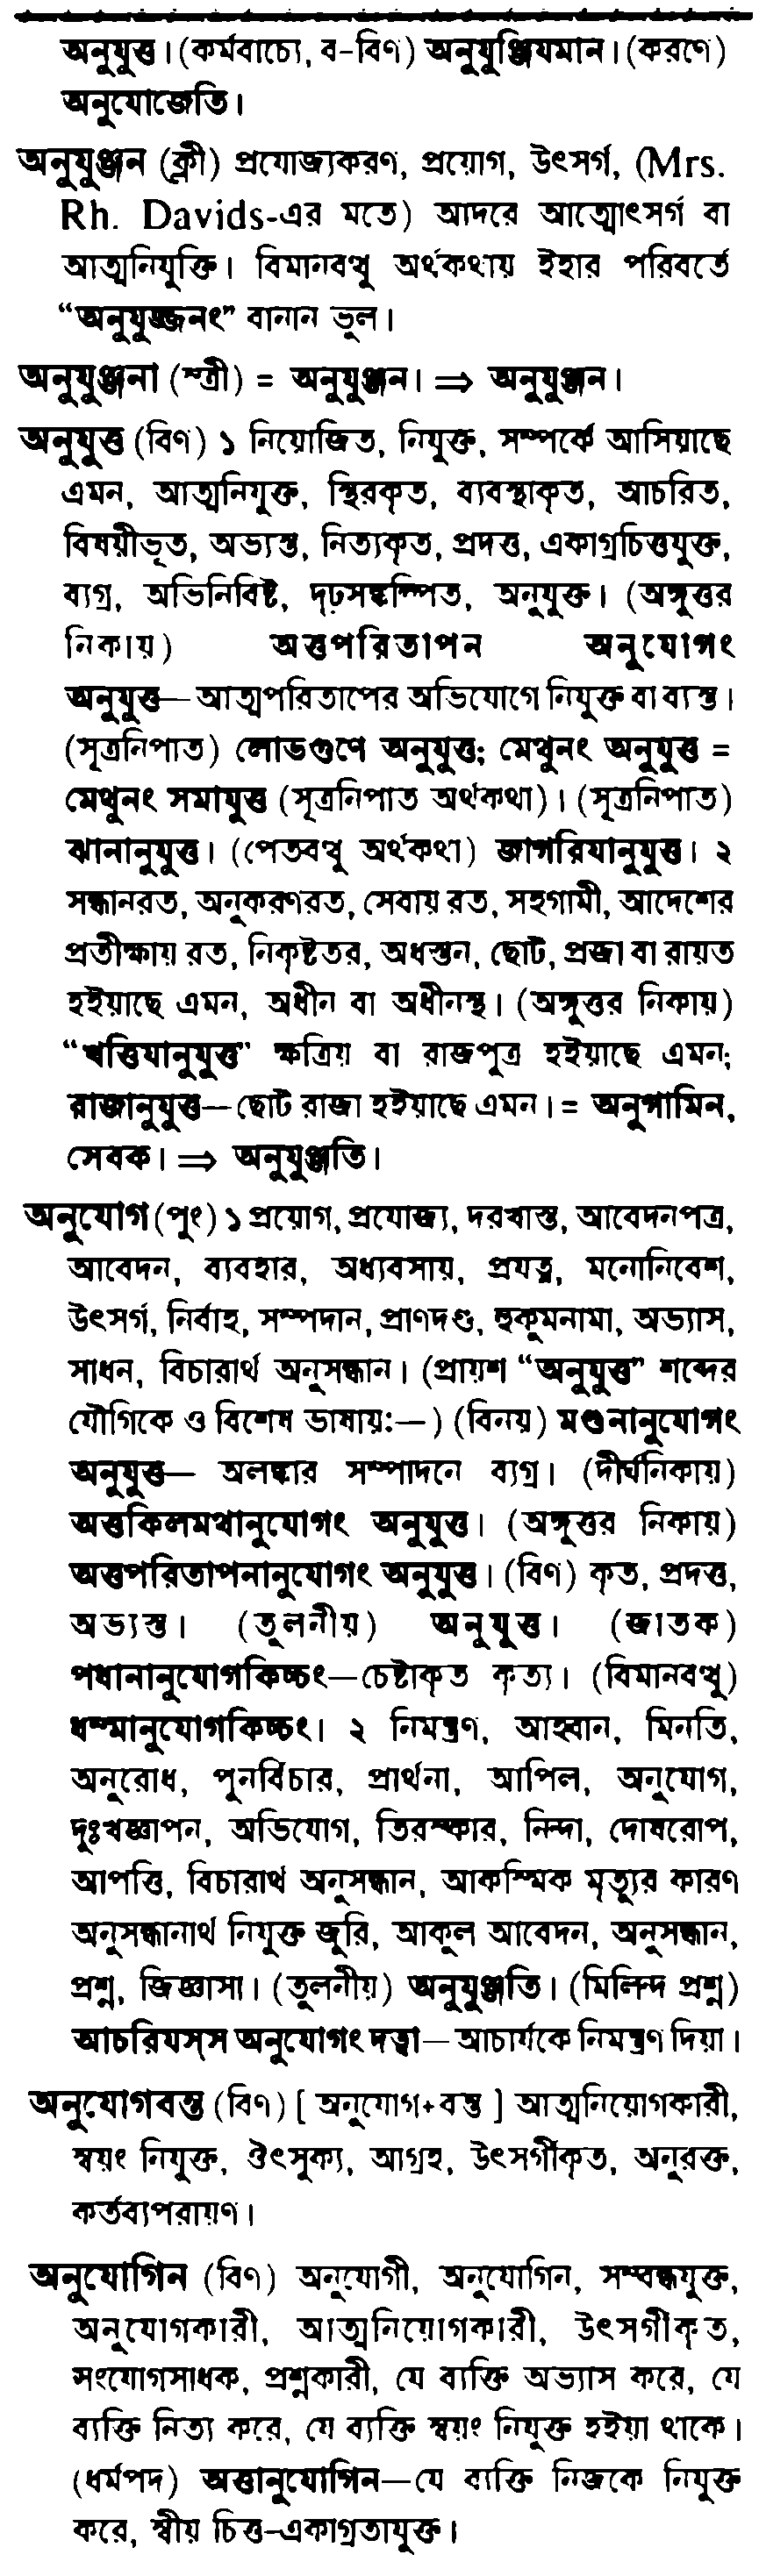 অনুযুত্ত। (কর্মবাচ্যে, ব-বিণ) অনুযুঞ্জিযমান। (করণে)
অনুযোজেতি।
অনুযুঞ্জন (ক্লী) প্রযোজ্যকরণ, প্রয়োগ, উৎসর্গ, (Mrs.
Rh. Davids-এর মতে) আদরে আত্মোৎসর্গ বা
আত্মনিযুক্তি। বিমানবত্থু অর্থকথায় ইহার পরিবর্তে
“অনুযুজ্জনং” বানান ভুল।
অনুযুঞ্জনা (স্ত্রী) = অনুযুঞ্জন। ⇒ অনুযুঞ্জন।
অনুযুত্ত (বিণ) ১ নিয়োজিত, নিযুক্ত, সম্পর্কে আসিয়াছে
এমন, আত্মনিযুক্ত, স্থিরকৃত, ব্যবস্থাকৃত, আচরিত,
বিষয়ীভূত, অভ্যস্ত, নিত্যকৃত, প্রদত্ত, একাগ্রচিত্তযুক্ত,
ব্যগ্র, অভিনিবিষ্ট, দৃঢ়সঙ্কল্পিত, অনুযুক্ত। (অঙ্গুত্তর
নিকায়) অত্তপরিতাপন অনুযোগং
অনুযুত্ত—আত্মপরিতাপের অভিযোগে নিযুক্ত বা ব্যস্ত।
(সূত্রনিপাত) লোভগুণে অনুযুত্ত; মেথুনং অনুযুত্ত =
মেথুনং সমাযুত্ত (সূত্রনিপাত অর্থকথা)। (সূত্রনিপাত)
ঝানানুযুত্ত। (পেতবত্থু অর্থকথা) জাগরিযানুযুত্ত। ২
সন্ধানরত, অনুকরণরত, সেবায় রত, সহগামী, আদেশের
প্রতীক্ষায় রত, নিকৃষ্টতর, অধস্তন, ছোট, প্রজা বা রায়ত
হইয়াছে এমন, অধীন বা অধীনস্থ। (অঙ্গুত্তর নিকায়)
“খত্তিযানুযুত্ত” ক্ষত্রিয় বা রাজপুত্র হইয়াছে এমন;
রাজানুযুত্ত—ছোট রাজা হইয়াছে এমন। = অনুগামিন,
সেবক। ⇒ অনুযুঞ্জতি।
অনুযোগ (পুং) ১ প্রয়োগ, প্রযোজ্য, দরখাস্ত, আবেদনপত্র,
আবেদন, ব্যবহার, অধ্যবসায়, প্রযত্ন, মনোনিবেশ,
উৎসর্গ, নির্বাহ, সম্পদান, প্রাণদণ্ড, হুকুমনামা, অভ্যাস,
সাধন, বিচারার্থ অনুসন্ধান। (প্রায়শ “অনুযুত্ত” শব্দের
যৌগিকে ও বিশেষ ভাষায়:—) (বিনয়) মণ্ডনানুযোগং
অনুযুত্ত— অলঙ্কার সম্পাদনে ব্যগ্র। (দীর্ঘনিকায়)
অত্তকিলমথানুযোগং অনুযুত্ত। (অঙ্গুত্তর নিকায়)
অত্তপরিতাপনানুযোগং অনুযুত্ত। (বিণ) কৃত, প্রদত্ত,
অভ্যস্ত। (তুলনীয়) অনুযুত্ত। (জাতক)
পধানানুযোগকিচ্চং—চেষ্টাকৃত কৃত্য। (বিমানবত্থু)
ধম্মানুযোগকিচ্চং। ২ নিমন্ত্রণ, আহ্বান, মিনতি,
অনুরোধ, পুনর্বিচার, প্রার্থনা, আপিল, অনুযোগ,
দুঃখজ্ঞাপন, অভিযোগ, তিরস্কার, নিন্দা, দোষরোপ,
আপত্তি, বিচারার্থ অনুসন্ধান, আকস্মিক মৃত্যুর কারণ
অনুসন্ধানার্থ নিযুক্ত জুরি, আকুল আবেদন, অনুসন্ধান,
প্রশ্ন, জিজ্ঞাসা। (তুলনীয়) অনুযুঞ্জতি। (মিলিন্দ প্রশ্ন)
আচরিযস্‌স অনুযোগং দত্বা—আচার্যকে নিমন্ত্রণ দিয়া।
অনুযোগবন্ত (বিণ) [ অনুযোগ+বন্ত ] আত্মনিয়োগকারী,
স্বয়ং নিযুক্ত, ঔৎসুক্য, আগ্রহ, উৎসর্গীকৃত, অনুরক্ত,
কর্তব্যপরায়ণ।
অনুযোগিন (বিণ) অনুযোগী, অনুযোগিন, সম্বন্ধযুক্ত,
অনুযোগকারী, আত্মনিয়োগকারী, উৎসর্গীকৃত,
সংযোগসাধক, প্রশ্নকারী, যে ব্যক্তি অভ্যাস করে, যে
ব্যক্তি নিত্য করে, যে ব্যক্তি স্বয়ং নিযুক্ত হইয়া থাকে।
(ধর্মপদ) অত্তানুযোগিন—যে ব্যক্তি নিজকে নিযুক্ত
করে, স্বীয় চিত্ত-একাগ্রতাযুক্ত।